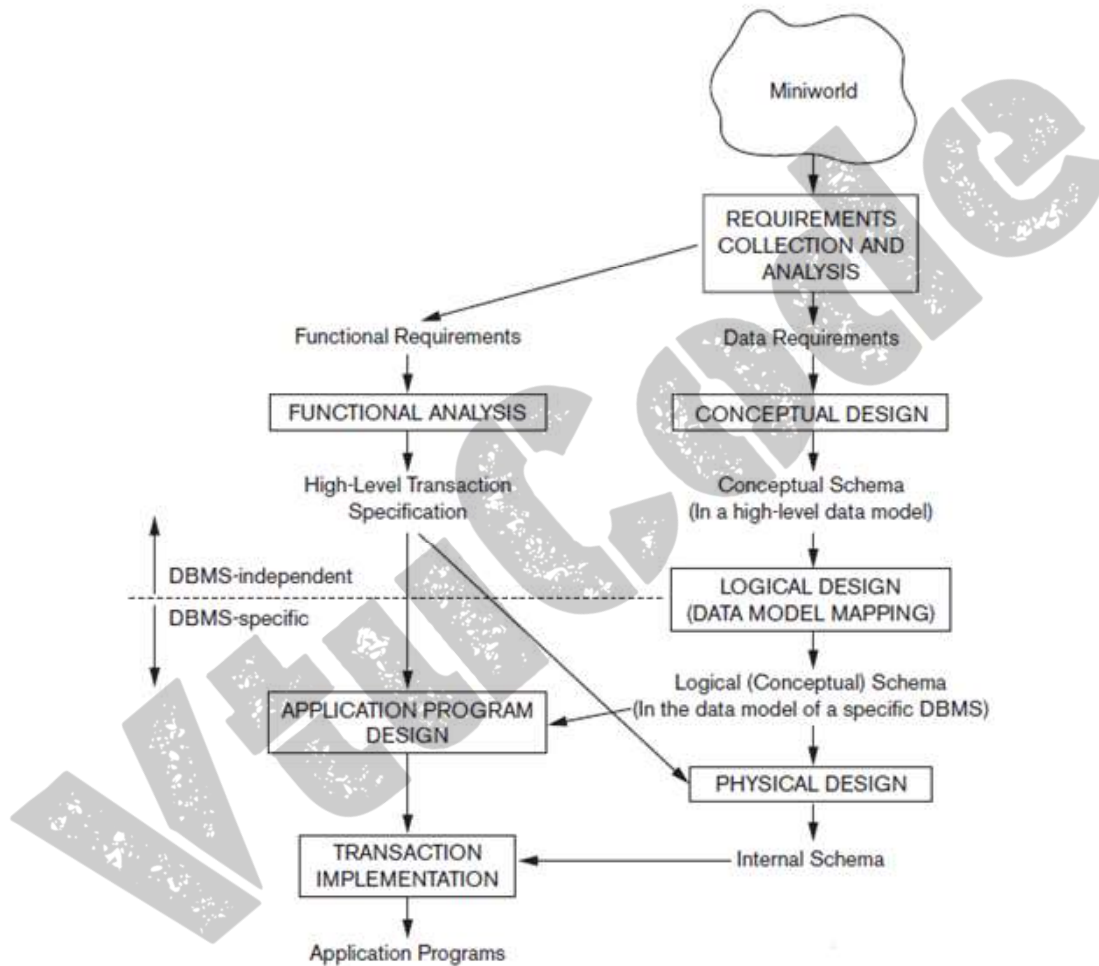 Miniworld
REQUIREMENTS
COLLECTION AND
ANALYSIS
Functional Requirements
Data Requirements
FUNCTIONAL ANALYSIS
CONCEPTUAL DESIGN
High-Level Transaction
Specification
Conceptual Schema
(In a high-level data model)
DBMS-independent
DBMS-specific
LOGICAL DESIGN
(DATA MODEL MAPPING)
Logical (Conceptual) Schema
(In the data model of a specific DBMS)
APPLICATION PROGRAM
DESIGN
PHYSICAL DESIGN
TRANSACTION
IMPLEMENTATION
Internal Schema
Application Programs
VtuCode